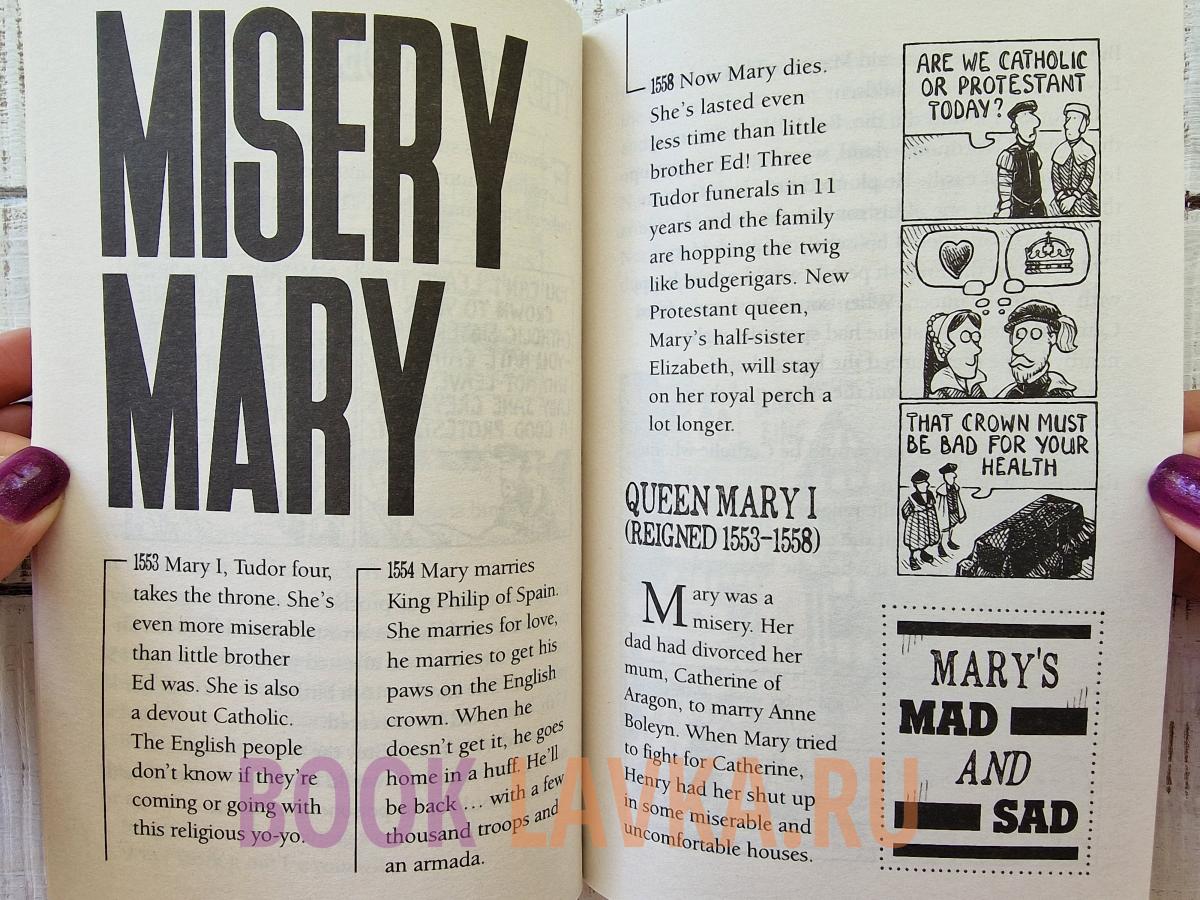 MISERY
MARY
1553 Mary I, Tudor four,
takes the throne. She's
even more miserable
than little brother
Ed was. She is also
a devout Catholic.
The English people
don't know if they're
coming or going with
this religious yo-yo.
1554 Mary marries
King Philip of Spain.
She marries for love,
he marries to get his
paws on the English
crown. When he
doesn't get it, he goes
home in a huff. He'll
be back ... with a few
thousand troops and
an armada.
1558 Now Mary dies.
She's lasted even
less time than little
brother Ed! Three
Tudor funerals in 11
years and the family
are hopping the twig
like budgerigars. New
Protestant queen,
Mary's half-sister
Elizabeth, will stay
on her royal perch a
lot longer.
QUEEN MARY I
(REIGNED 1553–1558)
Mary was a
misery. Her
dad had divorced her
mum, Catherine of
Aragon, to marry Anne
Boleyn. When Mary tried
to fight for Catherine,
Henry had her shut up
in some miserable and
uncomfortable houses.
ARE WE CATHOLIC
OR PROTESTANT
TODAY?
THAT CROWN MUST
BE BAD FOR YOUR
HEALTH
MARY'S
MAD
AND
SAD
BOOK LAVKA.RU